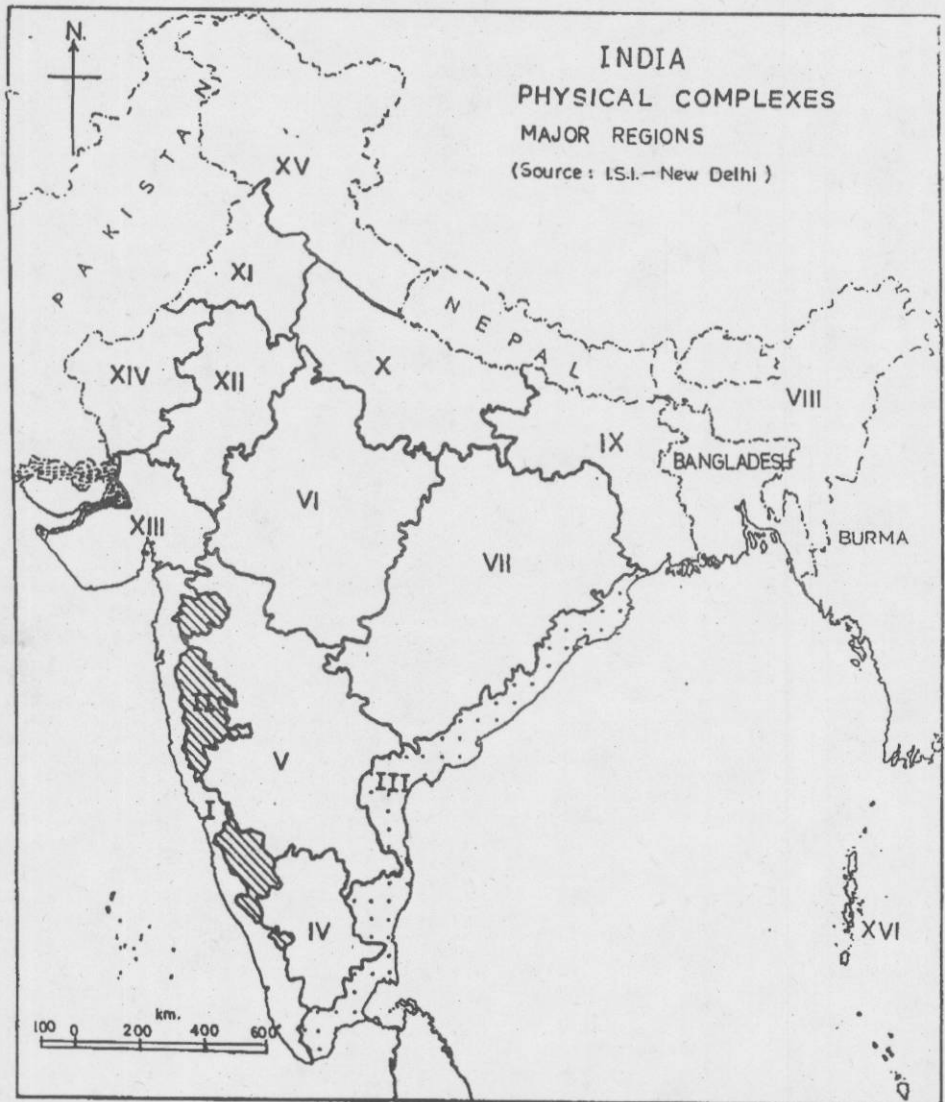 N.
INDIA
PHYSICAL COMPLEXES
MAJOR REGIONS
(Source : I.S.I.— New Delhi )
PAKISTAN
XV
XI
NEPAL
XIV
XII
X
VIII
IX
BANGLADESH
VI
XIII
BURMA
VII
II
V
III
I
IV
XVI
km.
100 0 200 400 600